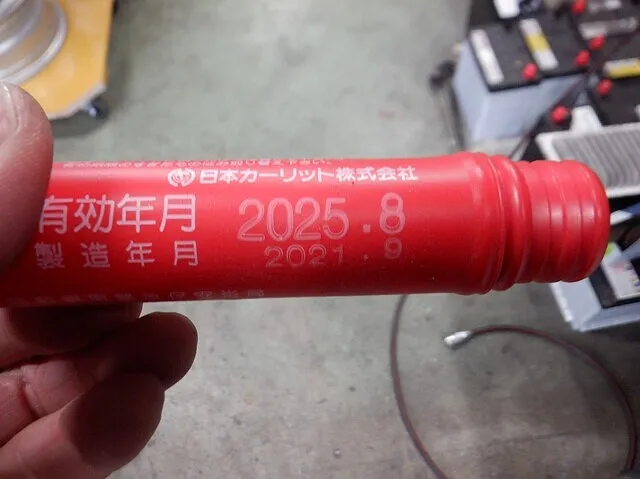 日本カーリット株式会社
有効年月 2025.8
製造年月 2021.9